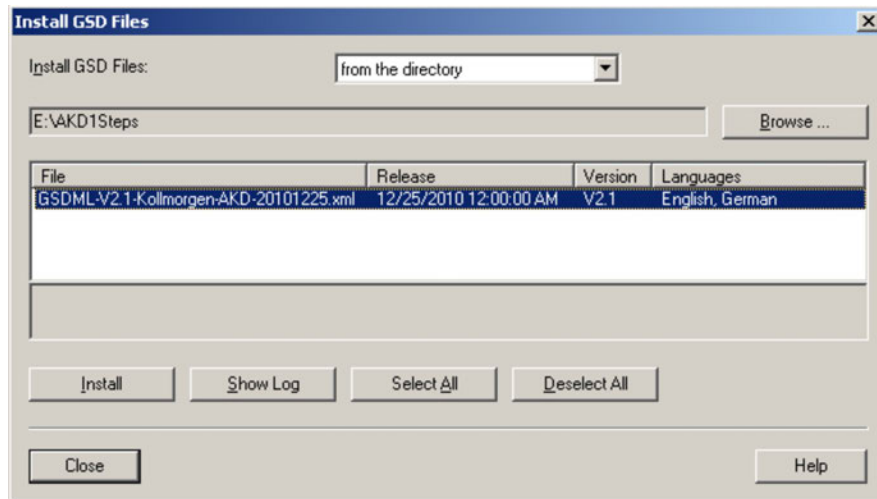 Install GSD Files
Install GSD Files:
from the directory
E:\AKD1Steps
Browse ...
File Release Version Languages
GSDML-V2.1-Kollmorgen-AKD-20101225.xml 12/25/2010 12:00:00 AM V2.1 English, German
Install Show Log Select All Deselect All
Close Help